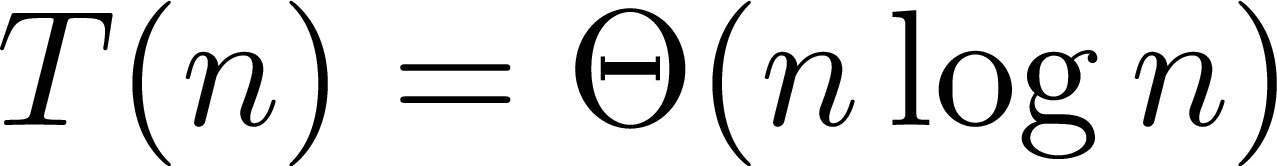 T(n) = Θ(n log n)